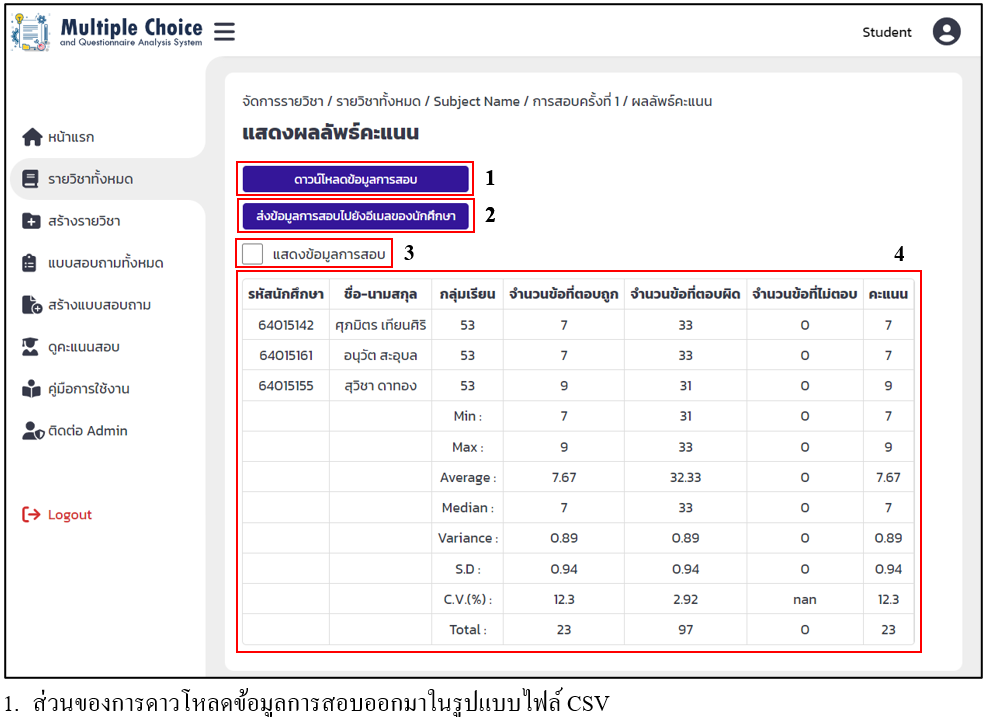 Multiple Choice
and Questionnaire Analysis System
Student
จัดการรายวิชา / รายวิชาทั้งหมด / Subject Name / การสอบครั้งที่ 1 / ผลลัพธ์คะแนน
แสดงผลลัพธ์คะแนน
หน้าแรก
รายวิชาทั้งหมด
สร้างรายวิชา
แบบสอบถามทั้งหมด
สร้างแบบสอบถาม
ดูคะแนนสอบ
คู่มือการใช้งาน
ติดต่อ Admin
Logout
ดาวน์โหลดข้อมูลการสอบ 1
ส่งข้อมูลการสอบไปยังอีเมลของนักศึกษา 2
แสดงข้อมูลการสอบ 3
4
รหัสนักศึกษา ชื่อ-นามสกุล กลุ่มเรียน จำนวนข้อที่ตอบถูก จำนวนข้อที่ตอบผิด จำนวนข้อที่ไม่ตอบ คะแนน
64015142 ศุภมิตร เทียนศิริ 53 7 33 0 7
64015161 อนุวัต สะอุบล 53 7 33 0 7
64015155 สุวิชา ดาทอง 53 9 31 0 9
Min : 7 31 0 7
Max : 9 33 0 9
Average : 7.67 32.33 0 7.67
Median : 7 33 0 7
Variance : 0.89 0.89 0 0.89
S.D : 0.94 0.94 0 0.94
C.V.(%) : 12.3 2.92 nan 12.3
Total : 23 97 0 23
1. ส่วนของการดาวโหลดข้อมูลการสอบออกมาในรูปแบบไฟล์ CSV